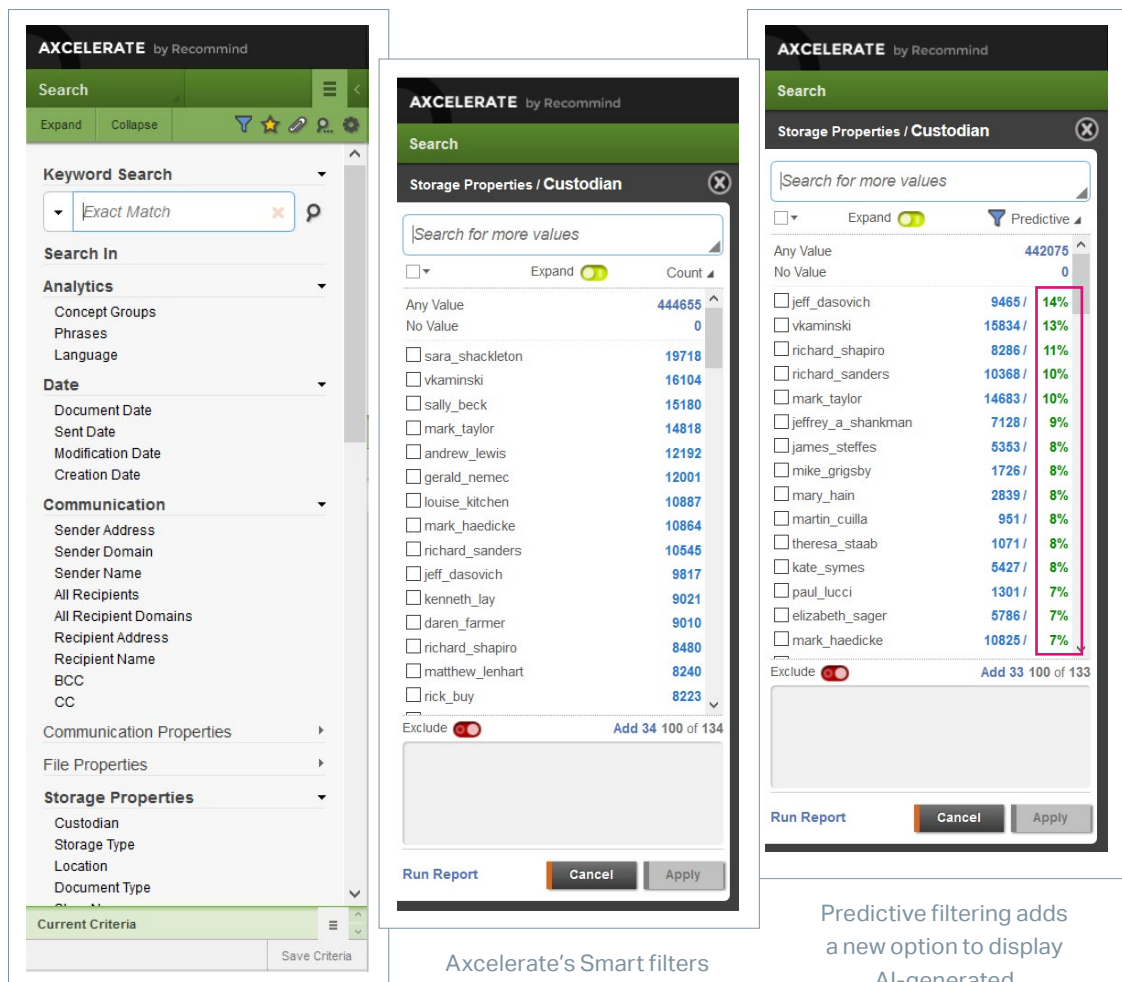 AXCELERATE by Recommind
Search
Expand Collapse
Keyword Search
Exact Match
Search In
Analytics
Concept Groups
Phrases
Language
Date
Document Date
Sent Date
Modification Date
Creation Date
Communication
Sender Address
Sender Domain
Sender Name
All Recipients
All Recipient Domains
Recipient Address
Recipient Name
BCC
CC
Communication Properties
File Properties
Storage Properties
Custodian
Storage Type
Location
Document Type
Current Criteria
Save Criteria
AXCELERATE by Recommind
Search
Storage Properties / Custodian
Search for more values
Expand Count
Any Value 444655
No Value 0
sara_shackleton 19718
vkaminski 16104
sally_beck 15180
mark_taylor 14818
andrew_lewis 12192
gerald_nemec 12001
louise_kitchen 10887
mark_haedicke 10864
richard_sanders 10545
jeff_dasovich 9817
kenneth_lay 9021
daren_farmer 9010
richard_shapiro 8480
matthew_lenhart 8240
rick_buy 8223
Exclude Add 34 100 of 134
Run Report Cancel Apply
Axcelerate's Smart filters
AXCELERATE by Recommind
Search
Storage Properties / Custodian
Search for more values
Expand Predictive
Any Value 442075
No Value 0
jeff_dasovich 9465 / 14%
vkaminski 15834 / 13%
richard_shapiro 8286 / 11%
richard_sanders 10368 / 10%
mark_taylor 14683 / 10%
jeffrey_a_shankman 7128 / 9%
james_steffes 5353 / 8%
mike_grigsby 1726 / 8%
mary_hain 2839 / 8%
martin_cuilla 951 / 8%
theresa_staab 1071 / 8%
kate_symes 5427 / 8%
paul_lucci 1301 / 7%
elizabeth_sager 5786 / 7%
mark_haedicke 10825 / 7%
Exclude Add 33 100 of 133
Run Report Cancel Apply
Predictive filtering adds
a new option to display
AI-generated